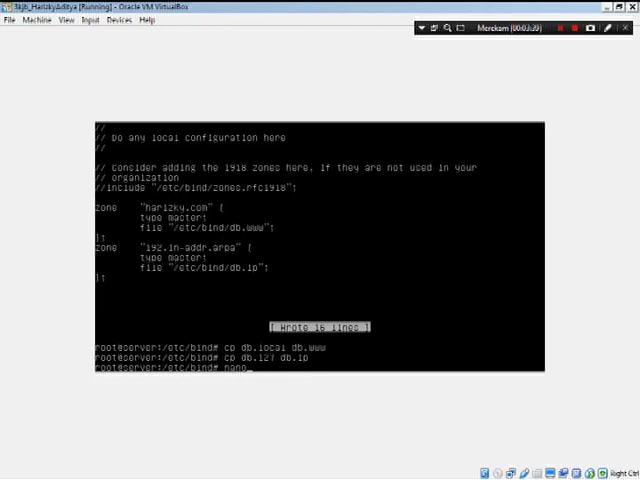 3kjb_HarizkyAditya [Running] - Oracle VM VirtualBox
File Machine View Input Devices Help
Merekam [00:03:39]
//
// Do any local configuration here
//
// Consider adding the 1918 zones here, if they are not used in your
// organization
//include "/etc/bind/zones.rfc1918";
zone "harizky.com" {
type master;
file "/etc/bind/db.www";
};
zone "192.in-addr.arpa" {
type master;
file "/etc/bind/db.ip";
};
[ Wrote 16 lines ]
root@server:/etc/bind# cp db.local db.www
root@server:/etc/bind# cp db.127 db.ip
root@server:/etc/bind# nano_
Right Ctrl